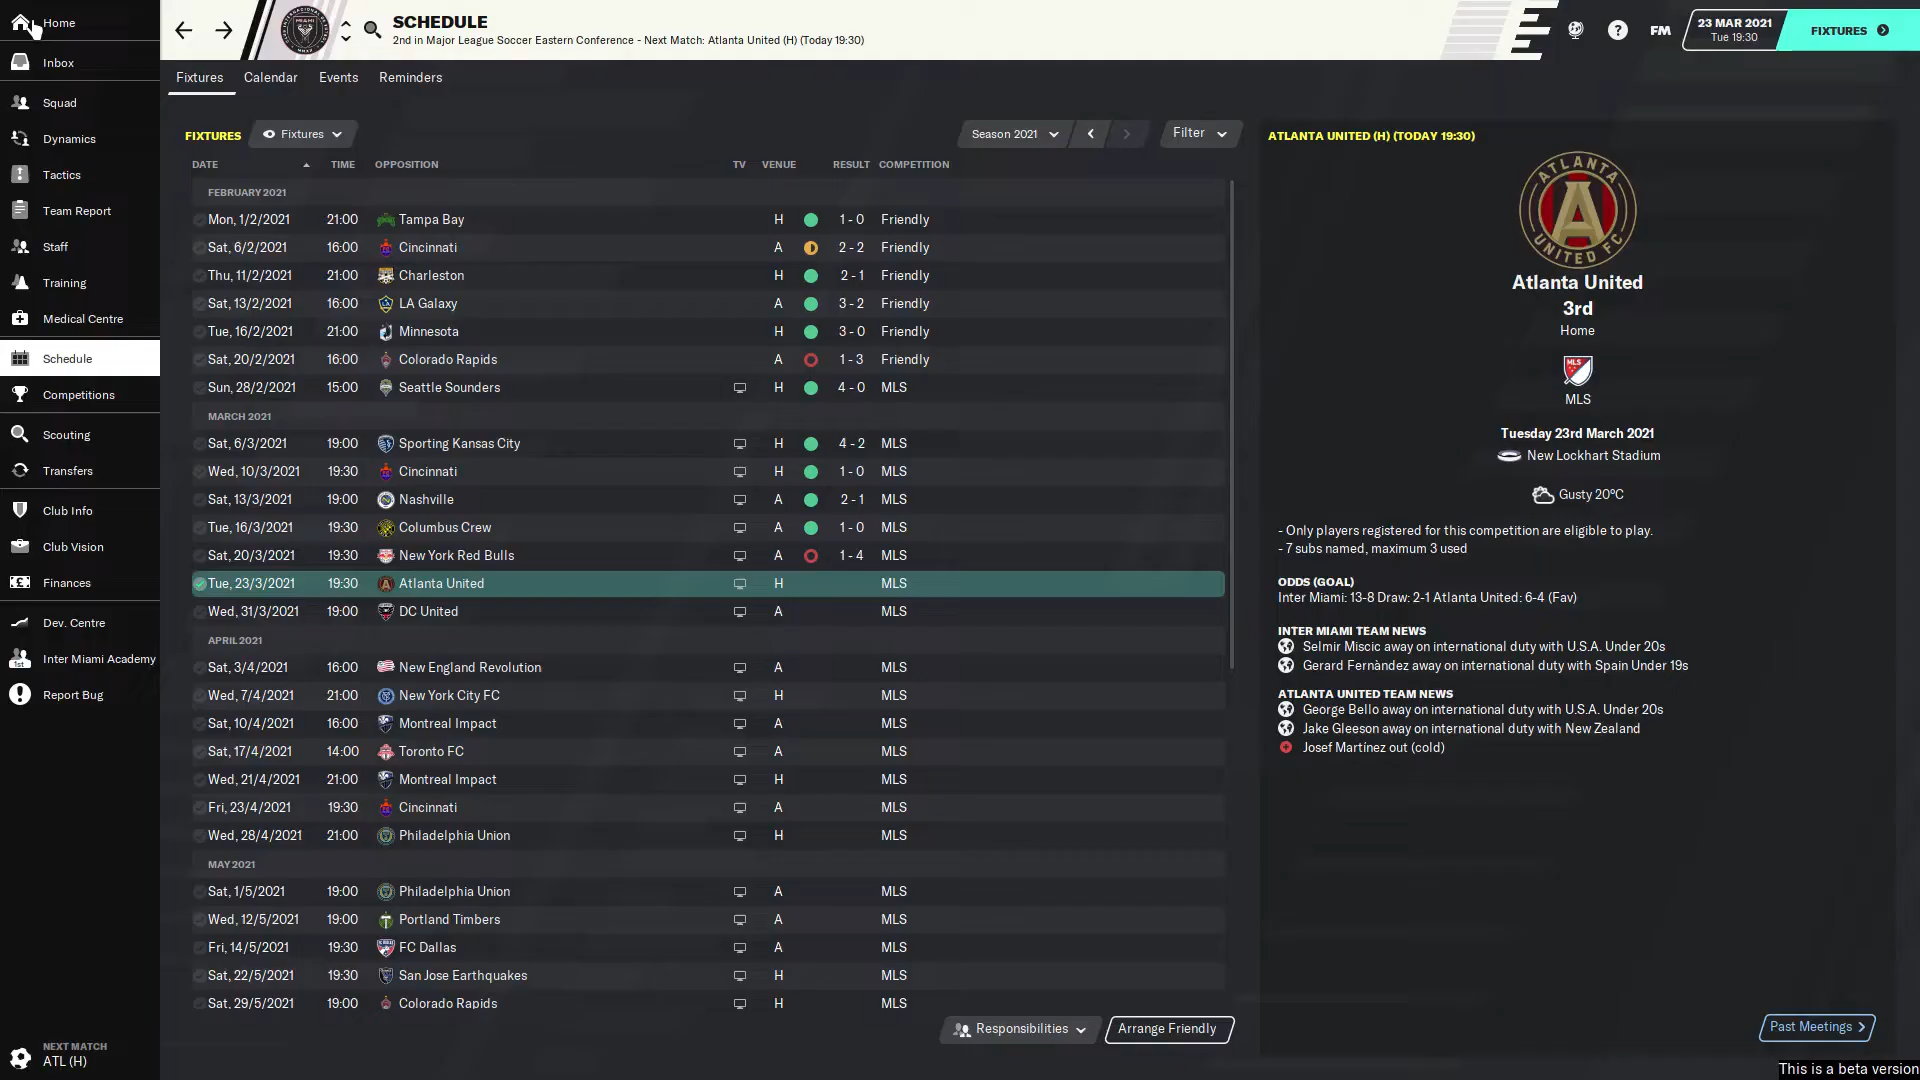 Home
Inbox
Squad
Dynamics
Tactics
Team Report
Staff
Training
Medical Centre
Schedule
Competitions
Scouting
Transfers
Club Info
Club Vision
Finances
Dev. Centre
Inter Miami Academy
1st
Report Bug
NEXT MATCH
ATL (H)
MIAMI
SCHEDULE
2nd in Major League Soccer Eastern Conference - Next Match: Atlanta United (H) (Today 19:30)
? FM
23 MAR 2021
Tue 19:30
FIXTURES
Fixtures Calendar Events Reminders
FIXTURES Fixtures Season 2021 Filter
DATE TIME OPPOSITION TV VENUE RESULT COMPETITION
FEBRUARY 2021
Mon, 1/2/2021 21:00 Tampa Bay H 1 - 0 Friendly
Sat, 6/2/2021 16:00 Cincinnati A 2 - 2 Friendly
Thu, 11/2/2021 21:00 Charleston H 2 - 1 Friendly
Sat, 13/2/2021 16:00 LA Galaxy A 3 - 2 Friendly
Tue, 16/2/2021 21:00 Minnesota H 3 - 0 Friendly
Sat, 20/2/2021 16:00 Colorado Rapids A 1 - 3 Friendly
Sun, 28/2/2021 15:00 Seattle Sounders H 4 - 0 MLS
MARCH 2021
Sat, 6/3/2021 19:00 Sporting Kansas City H 4 - 2 MLS
Wed, 10/3/2021 19:30 Cincinnati H 1 - 0 MLS
Sat, 13/3/2021 19:00 Nashville A 2 - 1 MLS
Tue, 16/3/2021 19:30 Columbus Crew A 1 - 0 MLS
Sat, 20/3/2021 19:30 New York Red Bulls A 1 - 4 MLS
Tue, 23/3/2021 19:30 Atlanta United H MLS
Wed, 31/3/2021 19:00 DC United A MLS
APRIL 2021
Sat, 3/4/2021 16:00 New England Revolution A MLS
Wed, 7/4/2021 21:00 New York City FC H MLS
Sat, 10/4/2021 16:00 Montreal Impact A MLS
Sat, 17/4/2021 14:00 Toronto FC A MLS
Wed, 21/4/2021 21:00 Montreal Impact H MLS
Fri, 23/4/2021 19:30 Cincinnati A MLS
Wed, 28/4/2021 21:00 Philadelphia Union H MLS
MAY 2021
Sat, 1/5/2021 19:00 Philadelphia Union A MLS
Wed, 12/5/2021 19:00 Portland Timbers A MLS
Fri, 14/5/2021 19:30 FC Dallas A MLS
Sat, 22/5/2021 19:30 San Jose Earthquakes H MLS
Sat, 29/5/2021 19:00 Colorado Rapids H MLS
Responsibilities Arrange Friendly
ATLANTA UNITED (H) (TODAY 19:30)
ATLANTA
A
UNITED FC
Atlanta United
3rd
Home
MLS
MLS
Tuesday 23rd March 2021
New Lockhart Stadium
Gusty 20°C
- Only players registered for this competition are eligible to play.
- 7 subs named, maximum 3 used
ODDS (GOAL)
Inter Miami: 13-8 Draw: 2-1 Atlanta United: 6-4 (Fav)
INTER MIAMI TEAM NEWS
Selmir Miscic away on international duty with U.S.A. Under 20s
Gerard Fernàndez away on international duty with Spain Under 19s
ATLANTA UNITED TEAM NEWS
George Bello away on international duty with U.S.A. Under 20s
Jake Gleeson away on international duty with New Zealand
Josef Martínez out (cold)
Past Meetings
This is a beta version